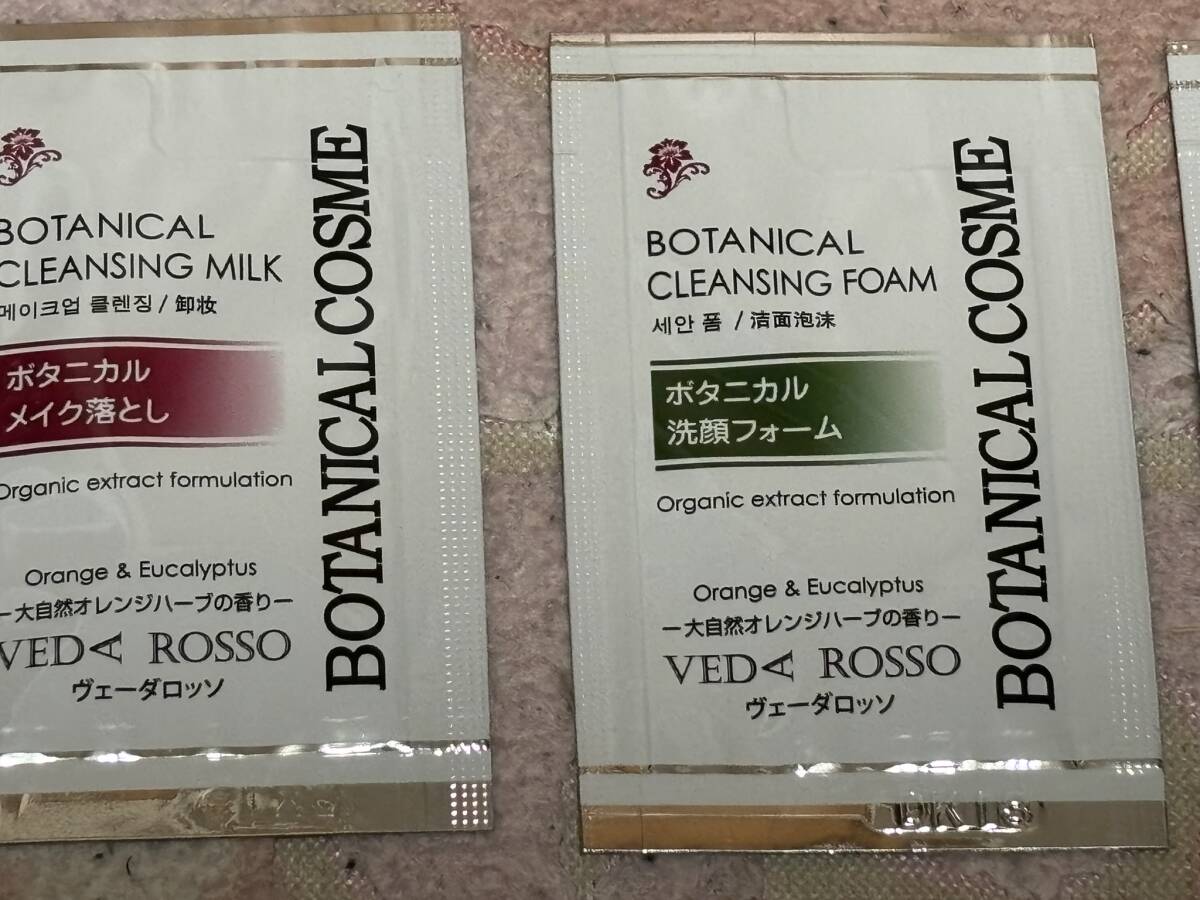 BOTANICAL
CLEANSING MILK
메이크업 클렌징 / 卸妆
ボタニカル
メイク落とし
Organic extract formulation
Orange & Eucalyptus
ー大自然オレンジハーブの香りー
VEDA ROSSO
ヴェーダロッソ
BOTANICAL COSME
BOTANICAL
CLEANSING FOAM
세안 폼 / 洁面泡沫
ボタニカル
洗顔フォーム
Organic extract formulation
Orange & Eucalyptus
ー大自然オレンジハーブの香りー
VEDA ROSSO
ヴェーダロッソ
BOTANICAL COSME